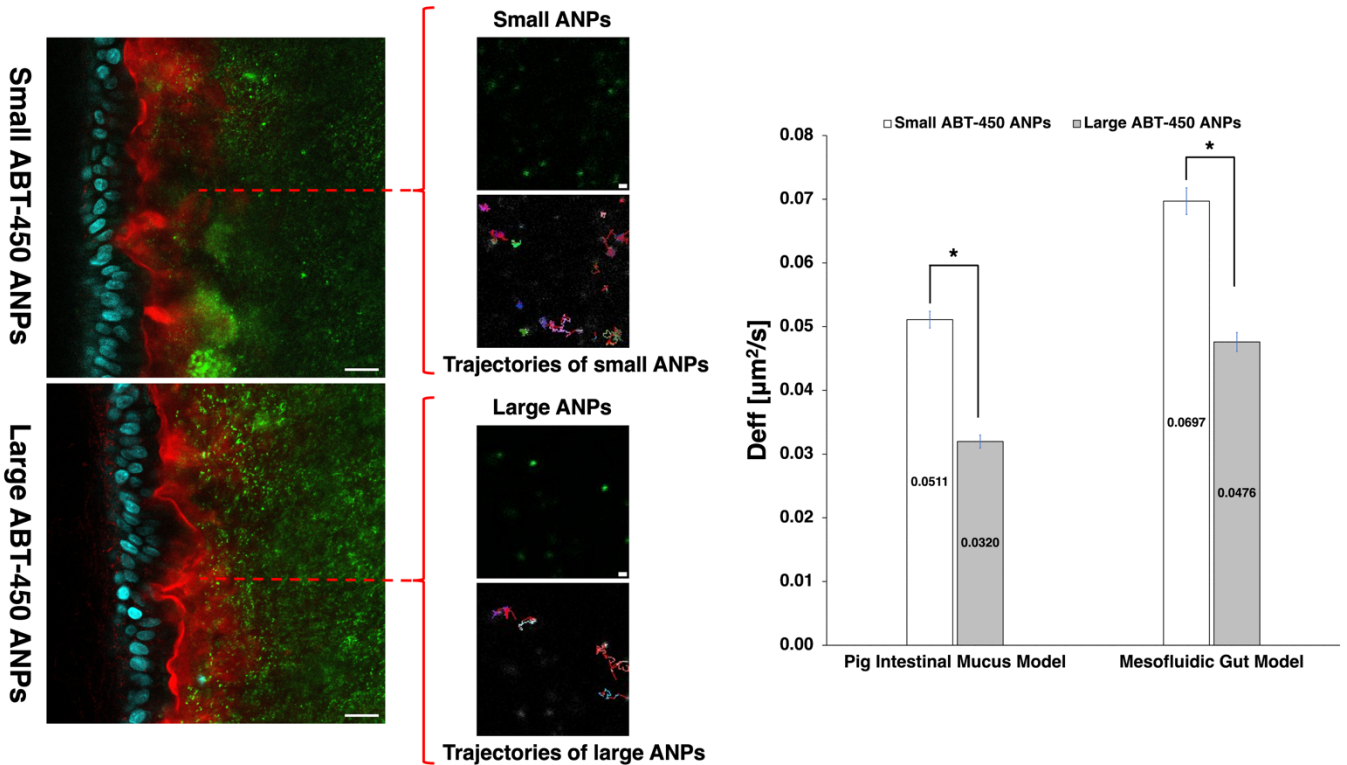 Small ABT-450 ANPs
Large ABT-450 ANPs
Small ANPs
Trajectories of small ANPs
Large ANPs
Trajectories of large ANPs
Small ABT-450 ANPs
Large ABT-450 ANPs
Deff [µm²/s]
0.08
0.07
0.06
0.05
0.04
0.03
0.02
0.01
0.00
*
*
0.0511
0.0320
0.0697
0.0476
Pig Intestinal Mucus Model
Mesofluidic Gut Model